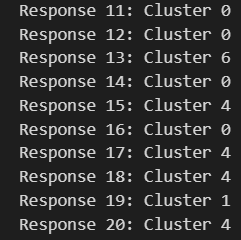 Response 11: Cluster 0
Response 12: Cluster 0
Response 13: Cluster 6
Response 14: Cluster 0
Response 15: Cluster 4
Response 16: Cluster 0
Response 17: Cluster 4
Response 18: Cluster 4
Response 19: Cluster 1
Response 20: Cluster 4